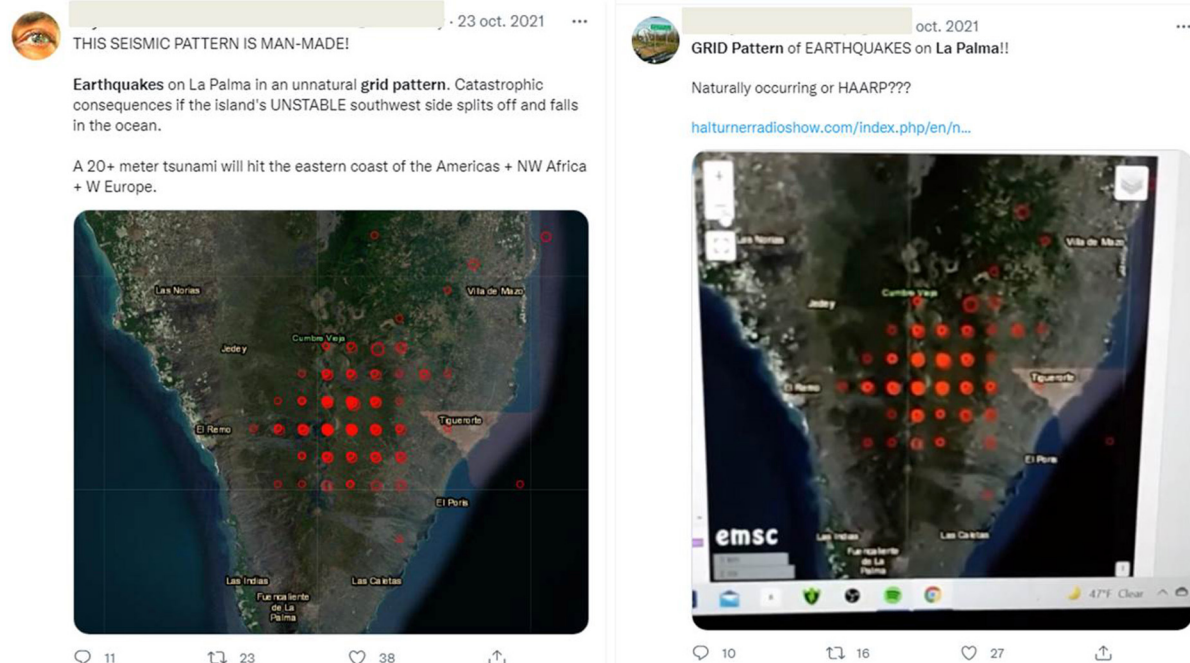 · 23 oct. 2021
THIS SEISMIC PATTERN IS MAN-MADE!
Earthquakes on La Palma in an unnatural grid pattern. Catastrophic
consequences if the island's UNSTABLE southwest side splits off and falls
in the ocean.
A 20+ meter tsunami will hit the eastern coast of the Americas + NW Africa
+ W Europe.
Las Norias
Villa de Mazo
Cumbre Vieja
Jedey
Tiguerorte
El Remo
El Poris
Las Indias
Las Caletas
Fuencaliente
de La
Palma
11
23
38
oct. 2021
GRID Pattern of EARTHQUAKES on La Palma!!
Naturally occurring or HAARP???
halturnerradioshow.com/index.php/en/n...
+
Las Norias
Villa de Mazo
Cumbre Vieja
Jedey
Tiguerorte
El Remo
El Poris
emsc
Las Indias
Las Caletas
Fuencaliente
de La
Palma
47°F Clear
10
16
27